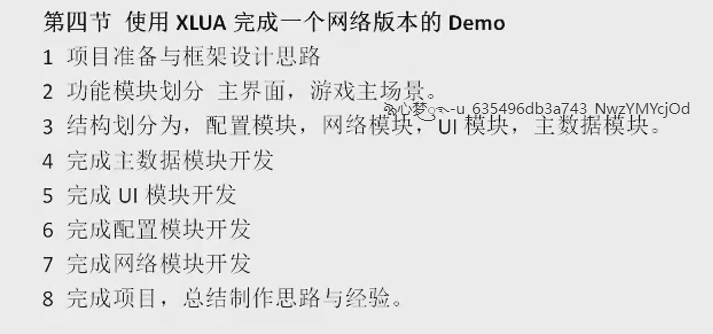 第四节 使用 XLUA 完成一个网络版本的 Demo
1 项目准备与框架设计思路
2 功能模块划分 主界面，游戏主场景。
心梦 -u_635496db3a743_NwzYMYcjOd
3 结构划分为，配置模块，网络模块，UI 模块，主数据模块。
4 完成主数据模块开发
5 完成 UI 模块开发
6 完成配置模块开发
7 完成网络模块开发
8 完成项目，总结制作思路与经验。